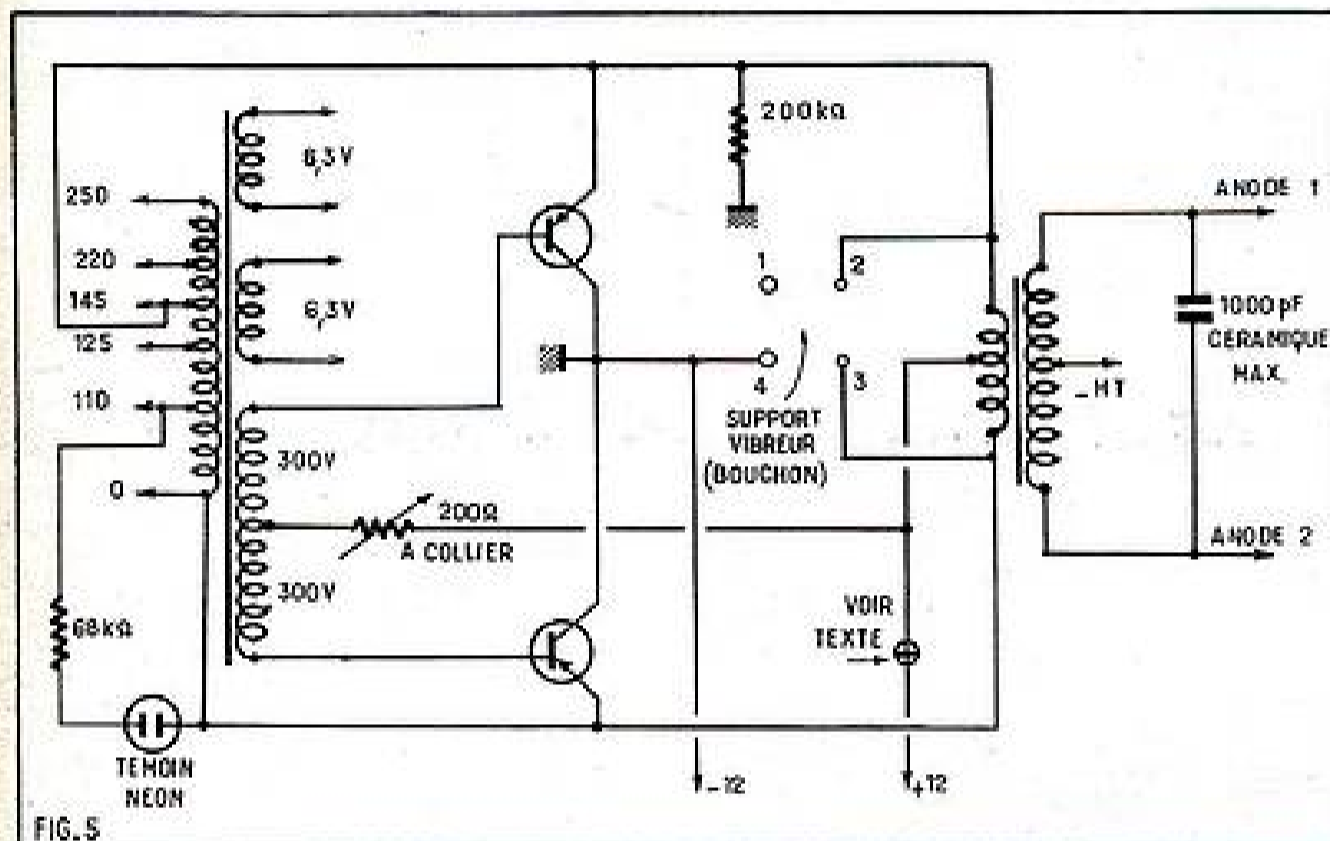 200kΩ
6,3V
ANODE 1
250
220
6,3V
1
2
145
1000 pF
CERAMIQUE
MAX.
125
110
4
3
_HT
SUPPORT
VIBREUR
(BOUCHON)
300V
0
200Ω
A COLLIER
ANODE 2
300V
VOIR
TEXTE
68kΩ
TEMOIN
NEON
_12
+12
FIG.5